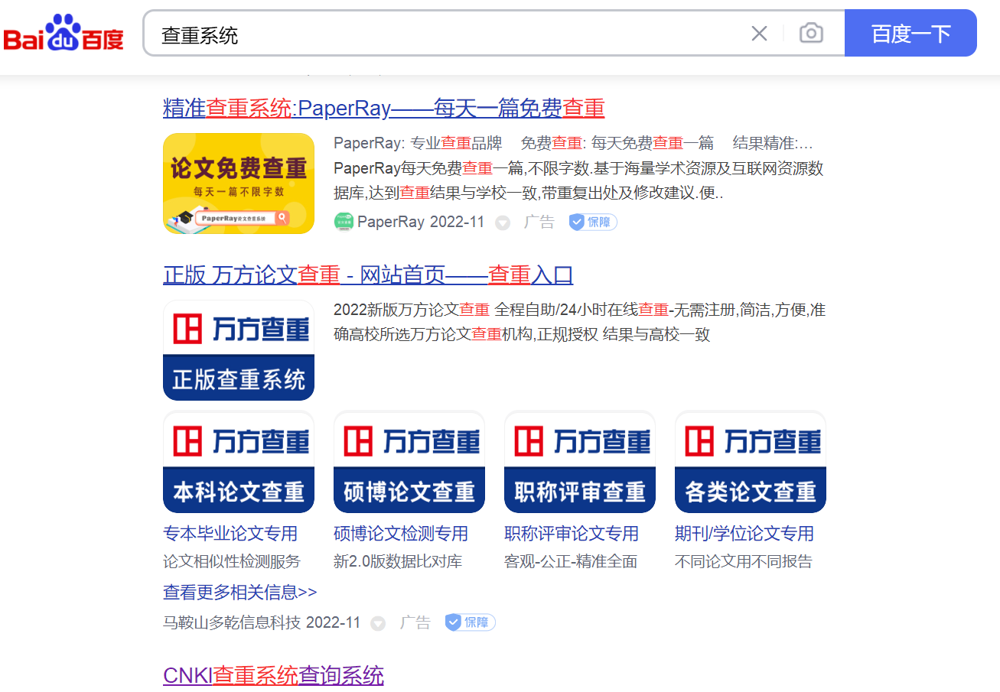 Bai du 百度
查重系统
百度一下
精准查重系统:PaperRay——每天一篇免费查重
论文免费查重
每天一篇不限字数
PaperRay论文查重系统
PaperRay: 专业查重品牌 免费查重: 每天免费查重一篇 结果精准:...
PaperRay每天免费查重一篇,不限字数.基于海量学术资源及互联网资源数
据库,达到查重结果与学校一致,带重复出处及修改建议.便..
PaperRay 2022-11 广告 保障
正版 万方论文查重 - 网站首页——查重入口
万方查重
正版查重系统
2022新版万方论文查重 全程自助/24小时在线查重-无需注册,简洁,方便,准
确高校所选万方论文查重机构,正规授权 结果与高校一致
万方查重 万方查重 万方查重 万方查重
本科论文查重 硕博论文查重 职称评审查重 各类论文查重
专本毕业论文专用 硕博论文检测专用 职称评审论文专用 期刊/学位论文专用
论文相似性检测服务 新2.0版数据比对库 客观-公正-精准全面 不同论文用不同报告
查看更多相关信息>>
马鞍山多乾信息科技 2022-11 广告 保障
CNKI查重系统查询系统